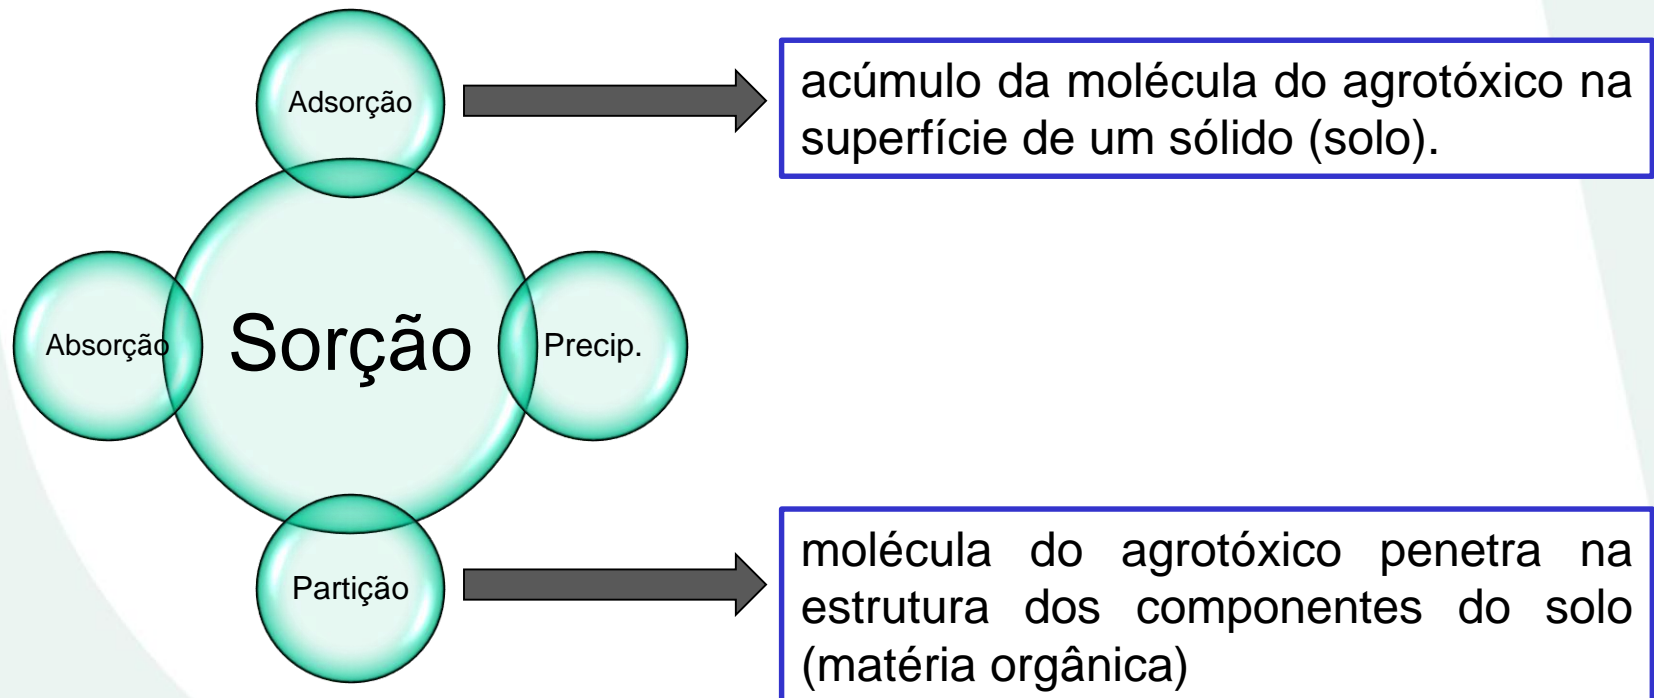 Adsorção
acúmulo da molécula do agrotóxico na
superfície de um sólido (solo).
Absorção
Sorção
Precip.
Partição
molécula do agrotóxico penetra na
estrutura dos componentes do solo
(matéria orgânica)